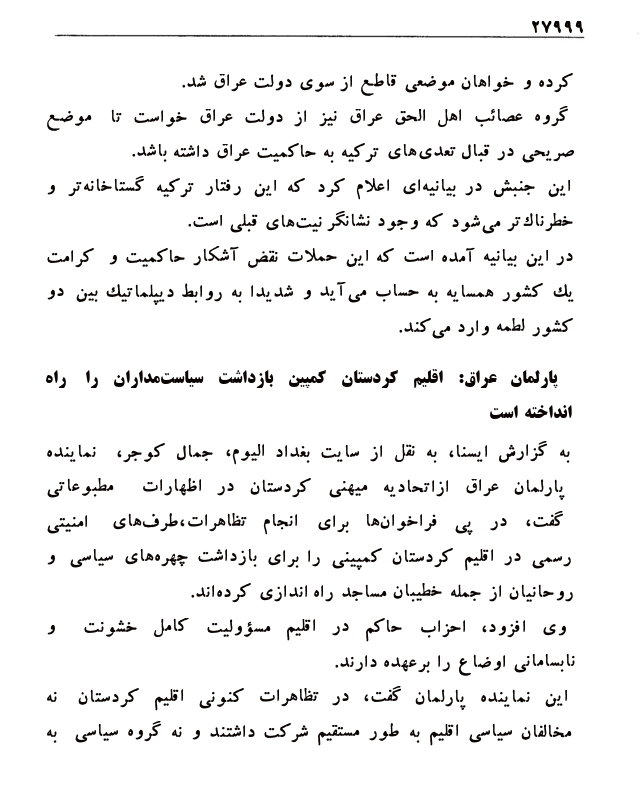 ۲۷۹۹۹
کرده و خواهان موضعی قاطع از سوی دولت عراق شد.
گروه عصائب اهل الحق عراق نیز از دولت عراق خواست تا موضع
صریحی در قبال تعدی‌های ترکیه به حاکمیت عراق داشته باشد.
این جنبش در بیانیه‌ای اعلام کرد که این رفتار ترکیه گستاخانه‌تر و
خطرناك‌تر می‌شود که وجود نشانگر نیت‌های قبلی است.
در این بیانیه آمده است که این حملات نقض آشکار حاکمیت و کرامت
یك کشور همسایه به حساب می‌آید و شدیدا به روابط دیپلماتیك بین دو
کشور لطمه وارد می‌کند.
پارلمان عراق: اقلیم کردستان کمپین بازداشت سیاست‌مداران را راه
انداخته است
به گزارش ایسنا، به نقل از سایت بغداد الیوم، جمال کوجر، نماینده
پارلمان عراق ازاتحادیه میهنی کردستان در اظهارات مطبوعاتی
گفت، در پی فراخوان‌ها برای انجام تظاهرات،طرف‌های امنیتی
رسمی در اقلیم کردستان کمپینی را برای بازداشت چهره‌های سیاسی و
روحانیان از جمله خطیبان مساجد راه اندازی کرده‌اند.
وی افزود، احزاب حاکم در اقلیم مسؤولیت کامل خشونت و
نابسامانی اوضاع را برعهده دارند.
این نماینده پارلمان گفت، در تظاهرات کنونی اقلیم کردستان نه
مخالفان سیاسی اقلیم به طور مستقیم شرکت داشتند و نه گروه سیاسی به